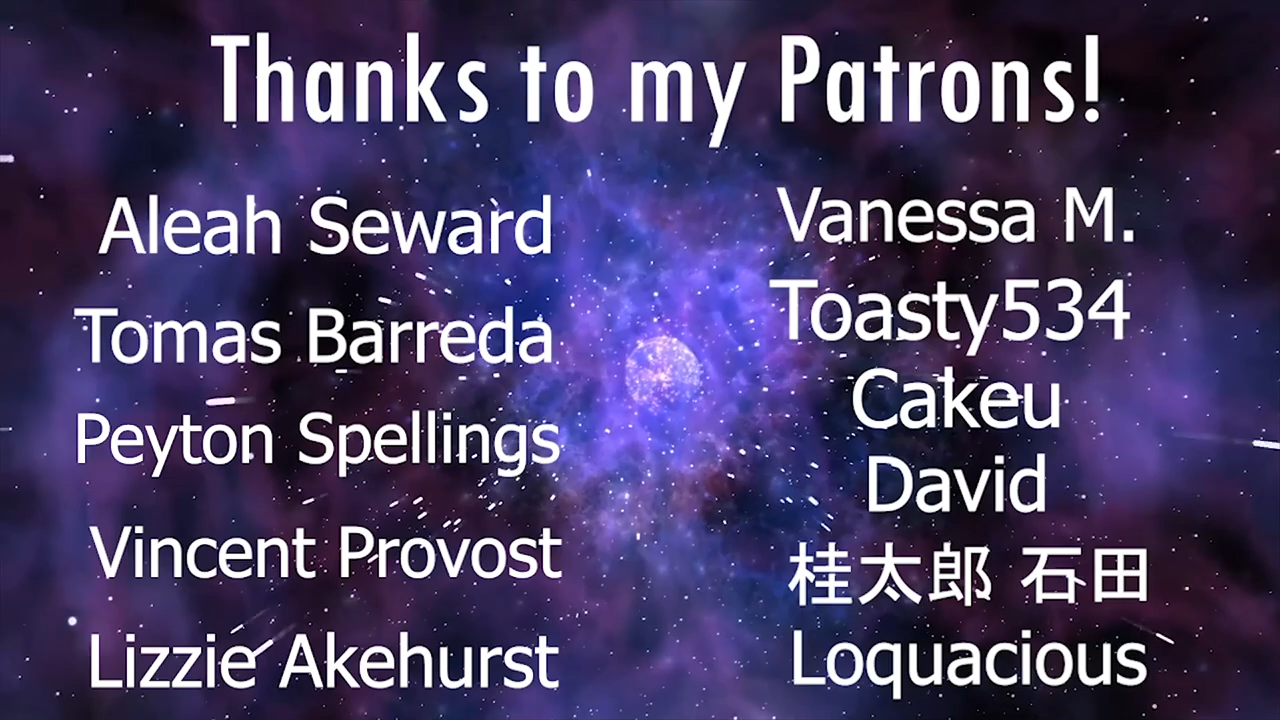 Thanks to my Patrons!
Aleah Seward
Tomas Barreda
Peyton Spellings
Vincent Provost
Lizzie Akehurst
Vanessa M.
Toasty534
Cakeu
David
桂太郎 石田
Loquacious